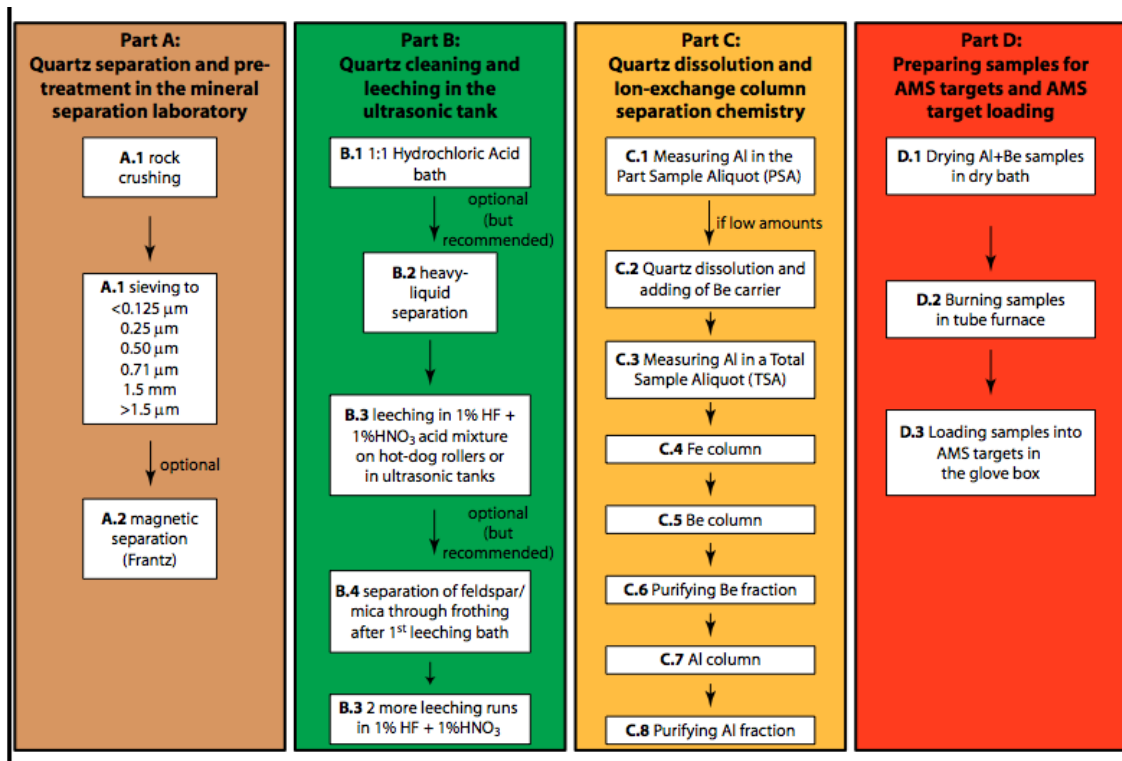 Part A:
Quartz separation and pre-
treatment in the mineral
separation laboratory
A.1 rock
crushing
A.1 sieving to
<0.125 μm
0.25 μm
0.50 μm
0.71 μm
1.5 mm
>1.5 μm
optional
A.2 magnetic
separation
(Frantz)
Part B:
Quartz cleaning and
leeching in the
ultrasonic tank
B.1 1:1 Hydrochloric Acid
bath
optional
(but
recommended)
B.2 heavy-
liquid
separation
B.3 leeching in 1% HF +
1%HNO₃ acid mixture
on hot-dog rollers or
in ultrasonic tanks
optional
(but
recommended)
B.4 separation of feldspar/
mica through frothing
after 1ˢᵗ leeching bath
B.3 2 more leeching runs
in 1% HF + 1%HNO₃
Part C:
Quartz dissolution and
Ion-exchange column
separation chemistry
C.1 Measuring Al in the
Part Sample Aliquot (PSA)
if low amounts
C.2 Quartz dissolution and
adding of Be carrier
C.3 Measuring Al in a Total
Sample Aliquot (TSA)
C.4 Fe column
C.5 Be column
C.6 Purifying Be fraction
C.7 Al column
C.8 Purifying Al fraction
Part D:
Preparing samples for
AMS targets and AMS
target loading
D.1 Drying Al+Be samples
in dry bath
D.2 Burning samples
in tube furnace
D.3 Loading samples into
AMS targets in
the glove box